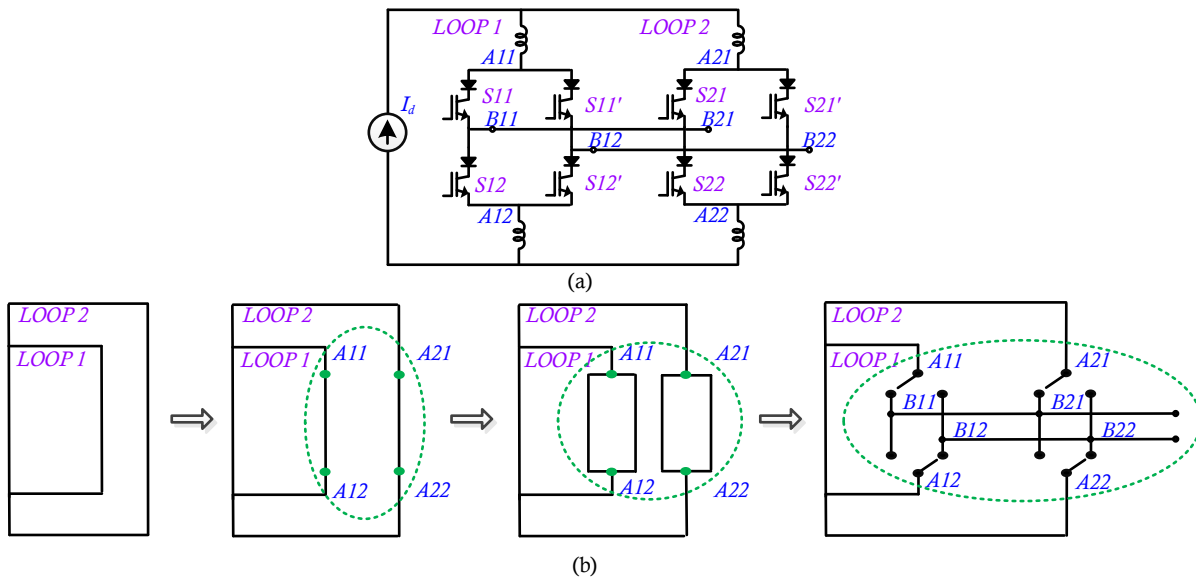 LOOP 1 LOOP 2
A11 A21
S11 S11' S21 S21'
I_d
B11 B21
B12 B22
S12 S12' S22 S22'
A12 A22
(a)
LOOP 2
LOOP 1
LOOP 2
LOOP 1 A11 A21
A12 A22
LOOP 2
LOOP 1 A11 A21
A12 A22
LOOP 2
LOOP 1 A11 A21
B11 B21
B12 B22
A12 A22
(b)